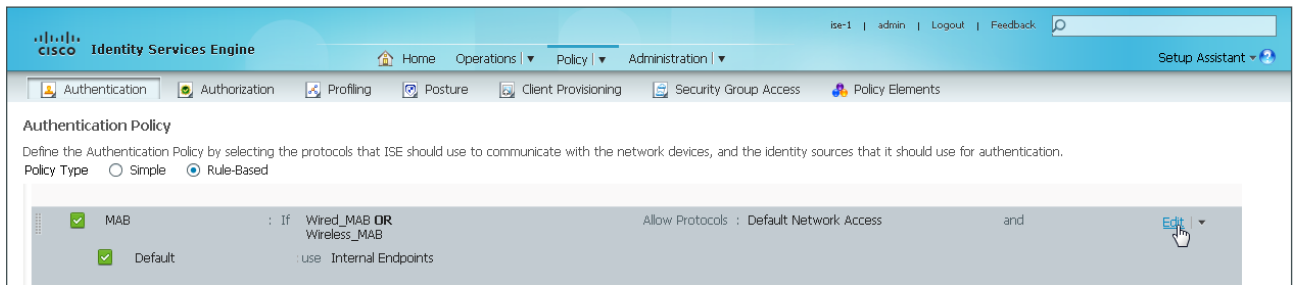 ise-1 | admin | Logout | Feedback
CISCO Identity Services Engine
Home Operations | Policy | Administration | Setup Assistant
Authentication Authorization Profiling Posture Client Provisioning Security Group Access Policy Elements
Authentication Policy
Define the Authentication Policy by selecting the protocols that ISE should use to communicate with the network devices, and the identity sources that it should use for authentication.
Policy Type Simple Rule-Based
MAB : If Wired_MAB OR Allow Protocols : Default Network Access and Edit |
Wireless_MAB
Default : use Internal Endpoints